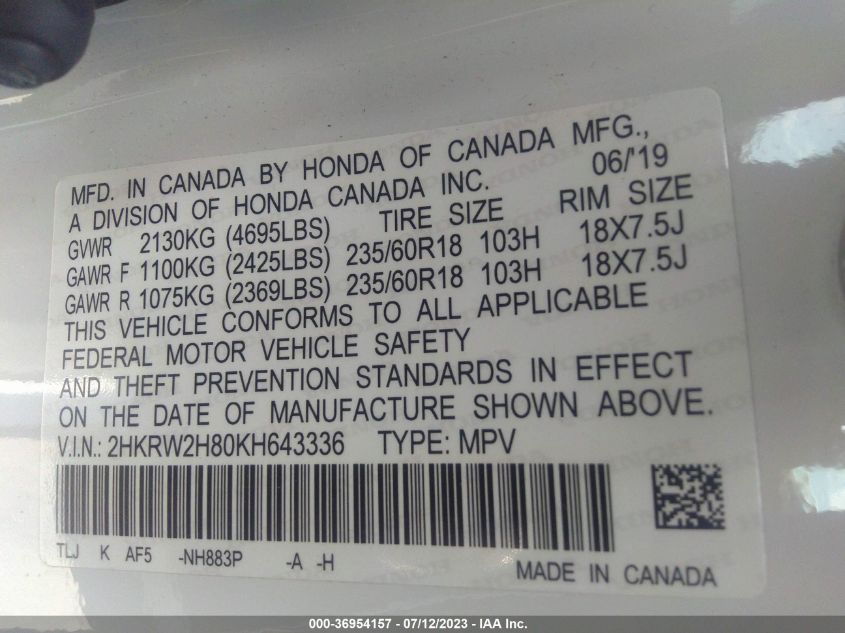 MFD. IN CANADA BY HONDA OF CANADA MFG.,
A DIVISION OF HONDA CANADA INC. 06/'19
GVWR 2130KG (4695LBS) TIRE SIZE RIM SIZE
GAWR F 1100KG (2425LBS) 235/60R18 103H 18X7.5J
GAWR R 1075KG (2369LBS) 235/60R18 103H 18X7.5J
THIS VEHICLE CONFORMS TO ALL APPLICABLE
FEDERAL MOTOR VEHICLE SAFETY
AND THEFT PREVENTION STANDARDS IN EFFECT
ON THE DATE OF MANUFACTURE SHOWN ABOVE.
V.I.N.: 2HKRW2H80KH643336 TYPE: MPV
TLJ K AF5 -NH883P -A -H
MADE IN CANADA
000-36954157 - 07/12/2023 - IAA Inc.